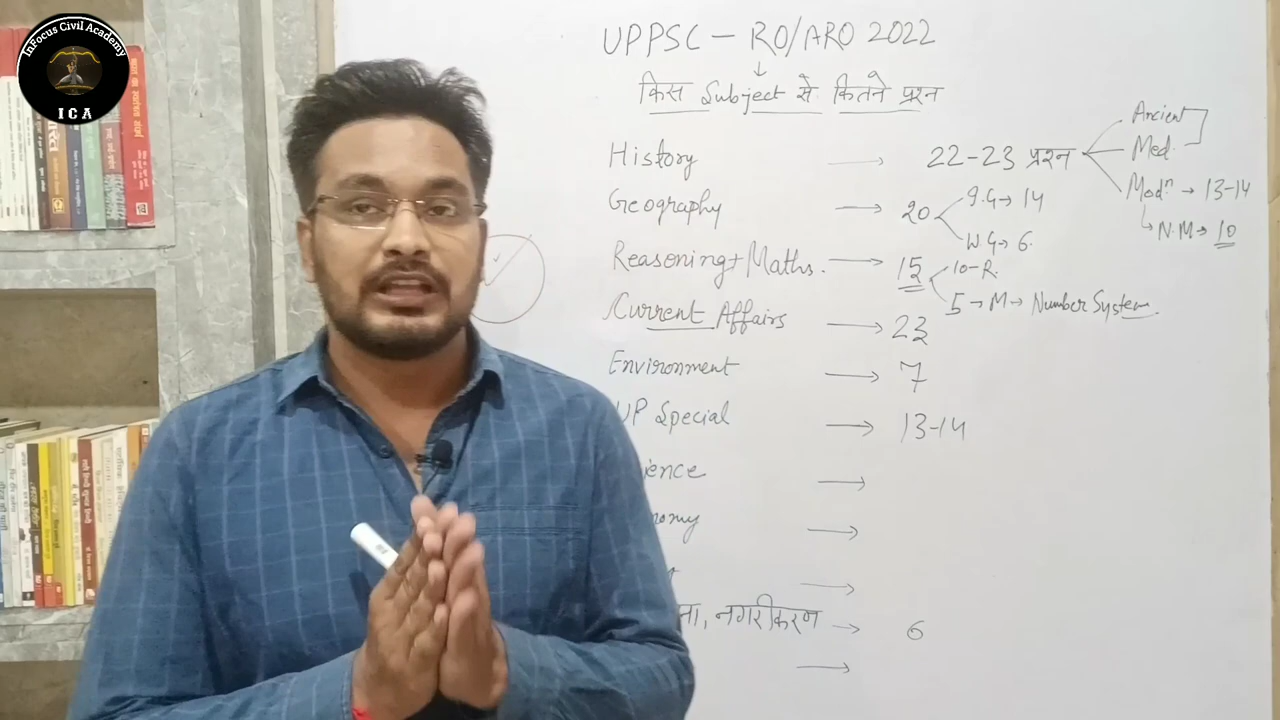 InFocus Civil Academy
ICA
UPPSC - RO/ARO 2022
↓
किस Subject से कितने प्रश्न
History → 22-23 प्रश्न
Ancient
Med.
Modⁿ → 13-14
↳ N.M → 10
Geography → 20
I.G → 14
W.G → 6.
Reasoning + Maths. → 15
10-R
5 → M → Number System.
Current Affairs → 23
Environment → 7
UP Special → 13-14
ience →
nomy →
→
ना, नगरीकरण → 6
→